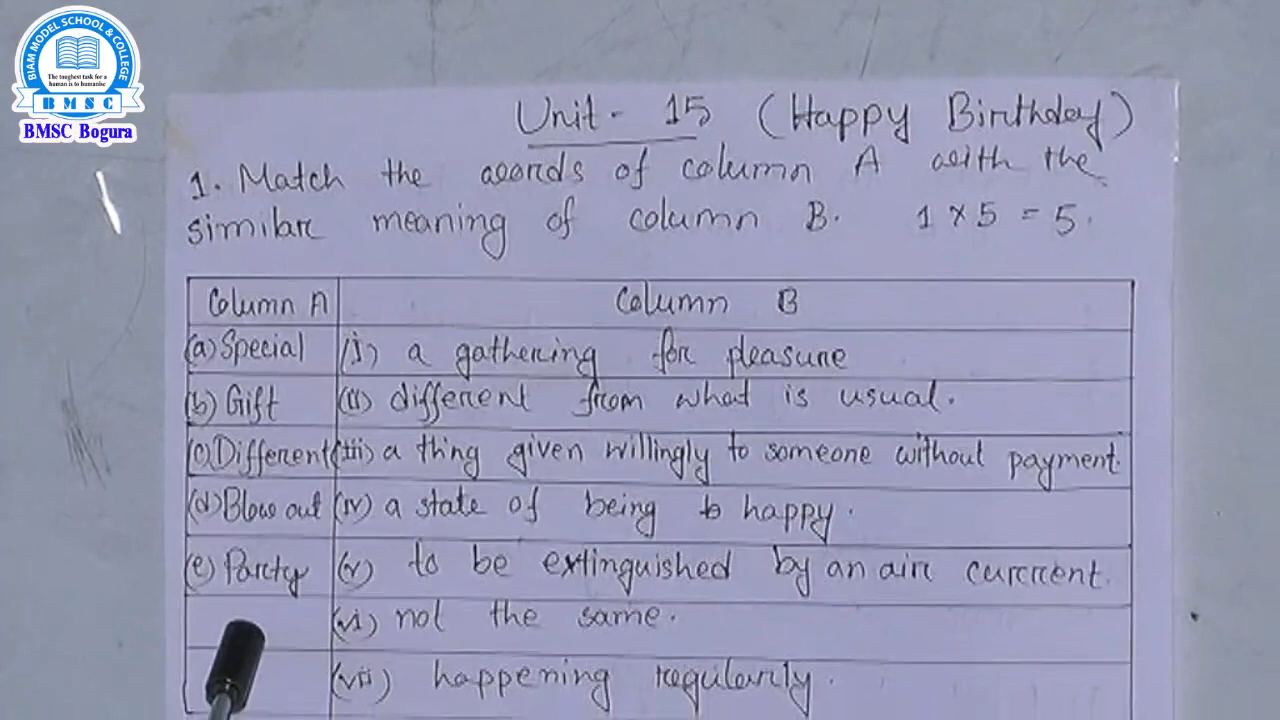 BIAM MODEL SCHOOL & COLLEGE
The toughest task for a
human is to humanise
BMSC
BMSC Bogura
Unit - 15 (Happy Birthday)
1. Match the words of column A with the
similar meaning of column B. 1 × 5 = 5.
Column A Column B
(a) Special (i) a gathering for pleasure
(b) Gift (ii) different from what is usual.
(c) Different (iii) a thing given willingly to someone without payment.
(d) Blow out (iv) a state of being happy.
(e) Party (v) to be extinguished by an air current.
(vi) not the same.
(vii) happening regularly.